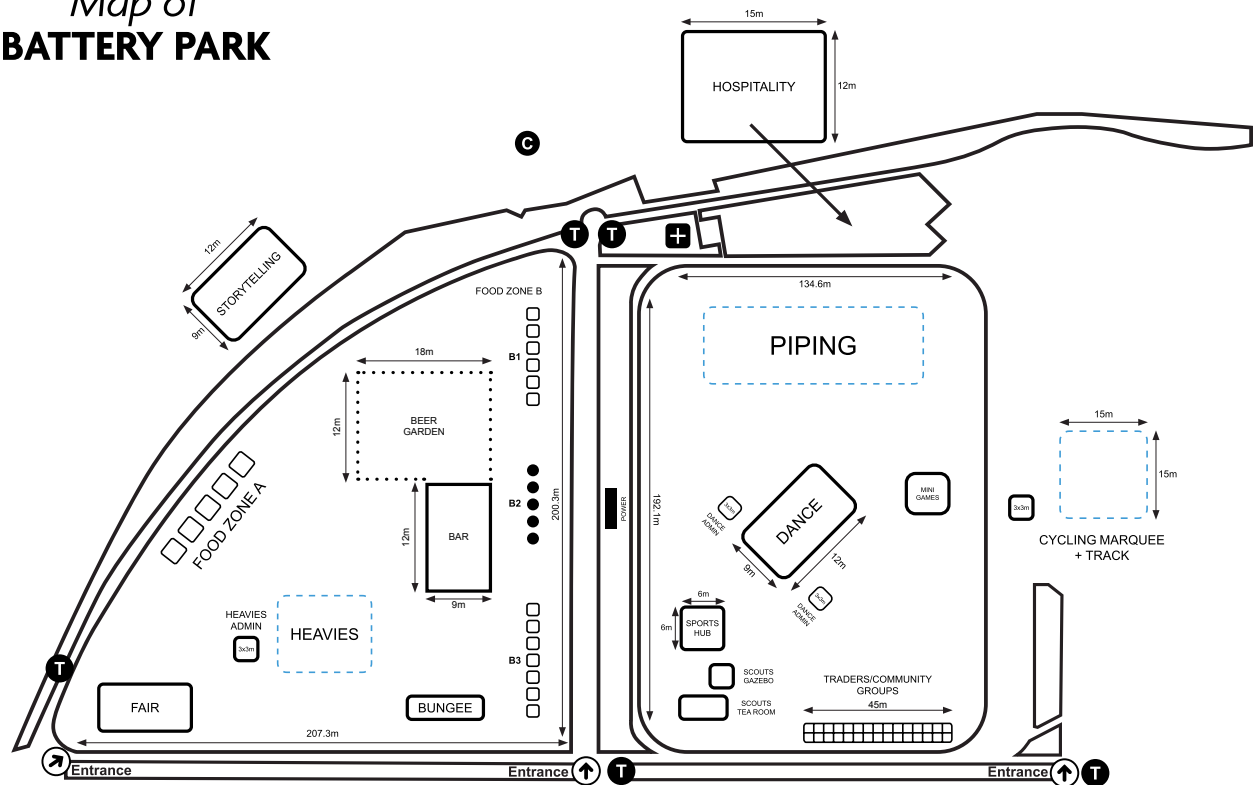 Map of
BATTERY PARK
15m
HOSPITALITY
12m
C
12m
STORYTELLING
9m
T
T
134.6m
FOOD ZONE B
PIPING
18m
B1
12m
BEER
GARDEN
15m
15m
FOOD ZONE A
B2
200.3m
POWER
192.1m
12m
BAR
9m
3x3m
DANCE
ADMIN
DANCE
9m
12m
MINI
GAMES
3x3m
CYCLING MARQUEE
+ TRACK
3x3m
DANCE
ADMIN
HEAVIES
ADMIN
3x3m
HEAVIES
6m
6m
SPORTS
HUB
B3
T
SCOUTS
GAZEBO
SCOUTS
TEA ROOM
TRADERS/COMMUNITY
GROUPS
45m
FAIR
BUNGEE
207.3m
Entrance
Entrance
T
Entrance
T